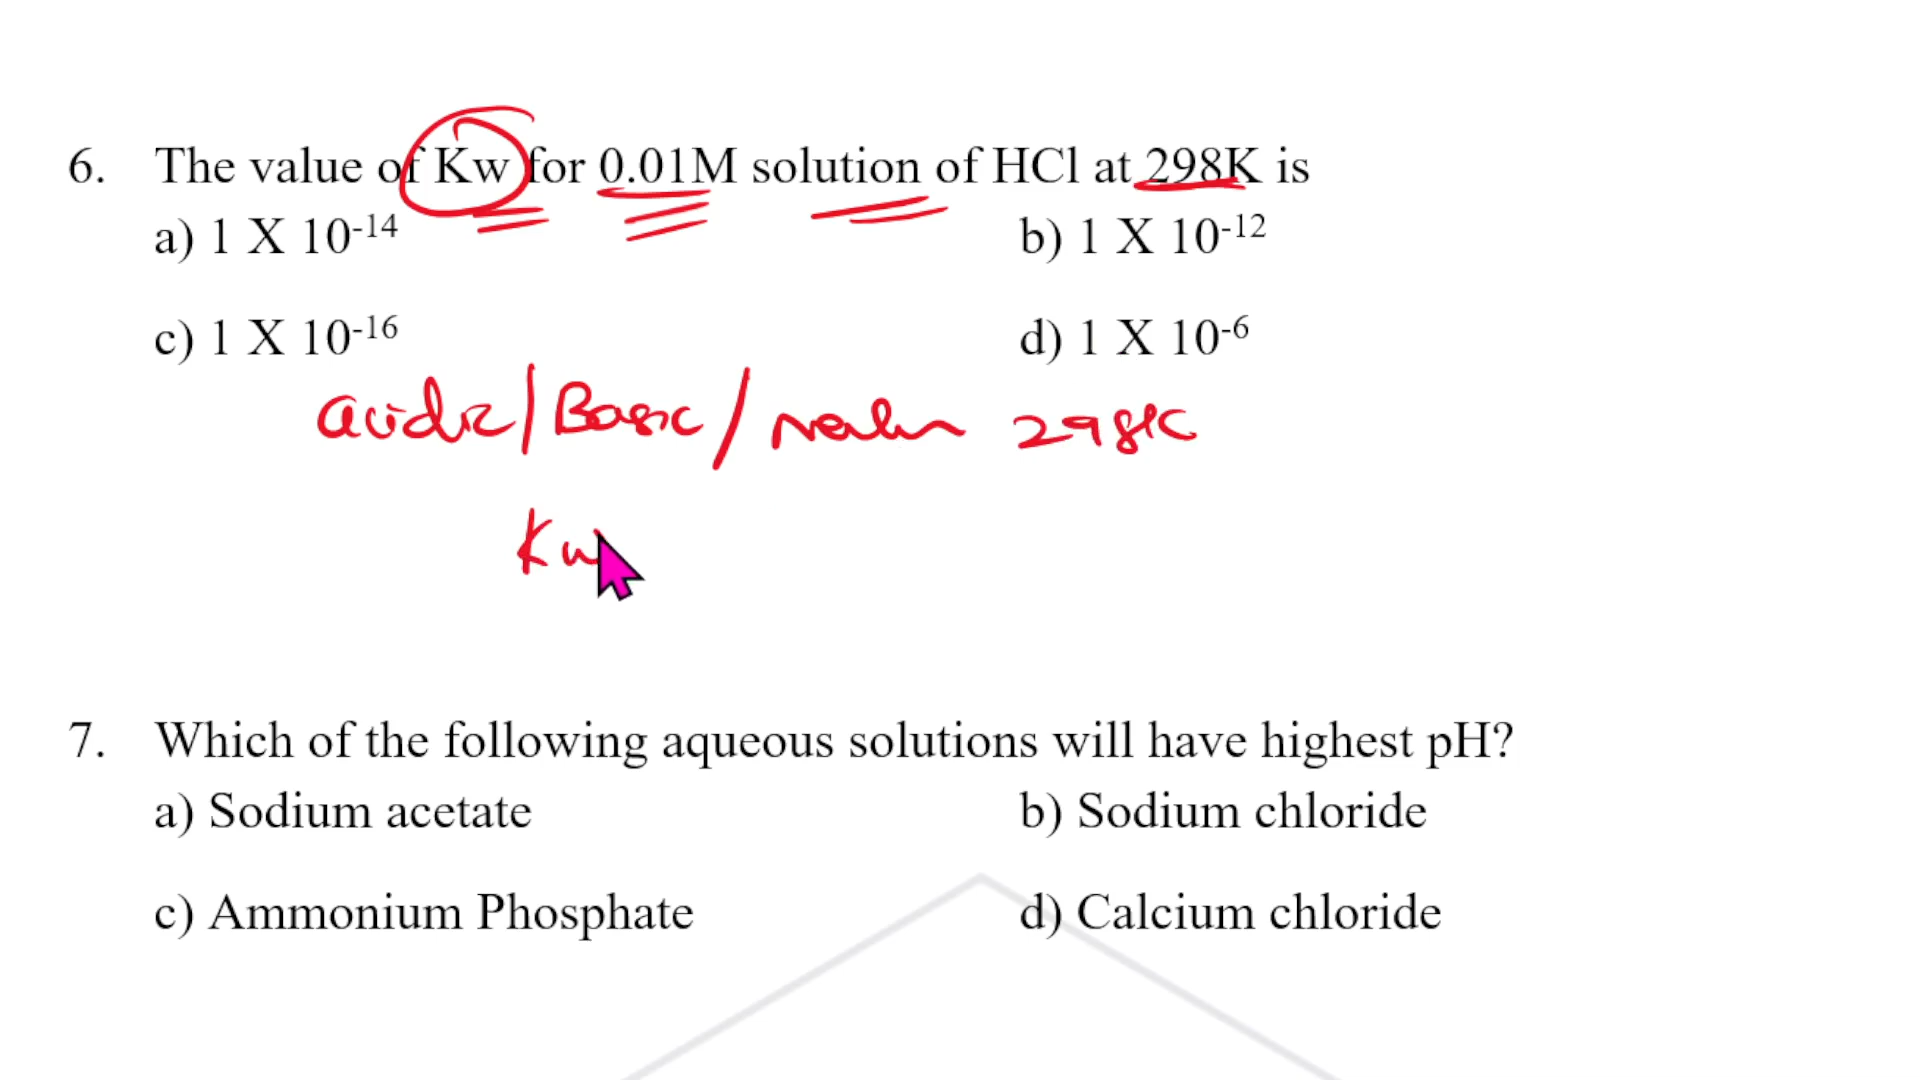 6. The value of Kw for 0.01M solution of HCl at 298K is
a) 1 X 10-14 b) 1 X 10-12
c) 1 X 10-16 d) 1 X 10-6
acidic/Basic/ 298K
Kw
7. Which of the following aqueous solutions will have highest pH?
a) Sodium acetate b) Sodium chloride
c) Ammonium Phosphate d) Calcium chloride